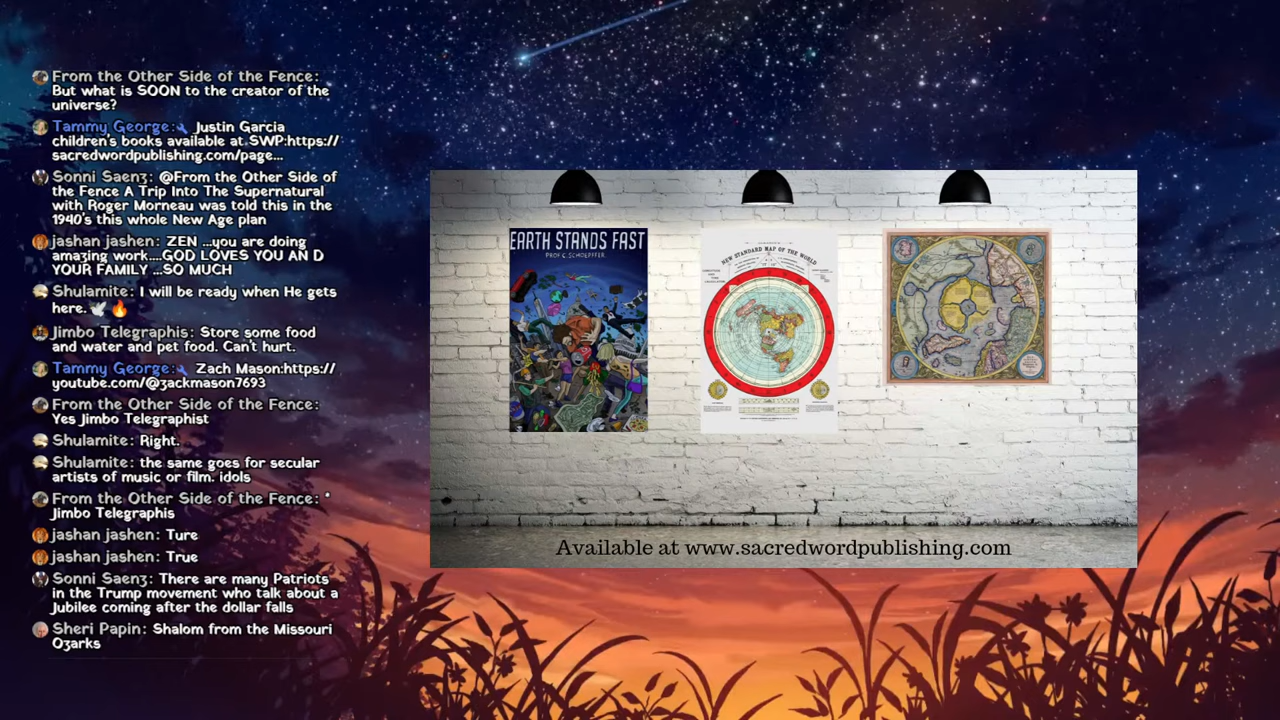 From the Other Side of the Fence:
But what is SOON to the creator of the
universe?
Tammy George: Justin Garcia
children's books available at SWP:https://
sacredwordpublishing.com/page...
Sonni Saenz: @From the Other Side of
the Fence A Trip Into The Supernatural
with Roger Morneau was told this in the
1940's this whole New Age plan
jashan jashen: ZEN ...you are doing
amazing work....GOD LOVES YOU AN D
YOUR FAMILY ...SO MUCH
Shulamite: I will be ready when He gets
here.🕊🔥
Jimbo Telegraphis: Store some food
and water and pet food. Can't hurt.
Tammy George: Zach Mason:https://
youtube.com/@zackmason7693
From the Other Side of the Fence:
Yes Jimbo Telegraphist
Shulamite: Right.
Shulamite: the same goes for secular
artists of music or film. idols
From the Other Side of the Fence: *
Jimbo Telegraphis
jashan jashen: Ture
jashan jashen: True
Sonni Saenz: There are many Patriots
in the Trump movement who talk about a
Jubilee coming after the dollar falls
Sheri Papin: Shalom from the Missouri
Ozarks
EARTH STANDS FAST
PROF C. SCHOEPFFER
NEW STANDARD MAP OF THE WORLD
Available at www.sacredwordpublishing.com